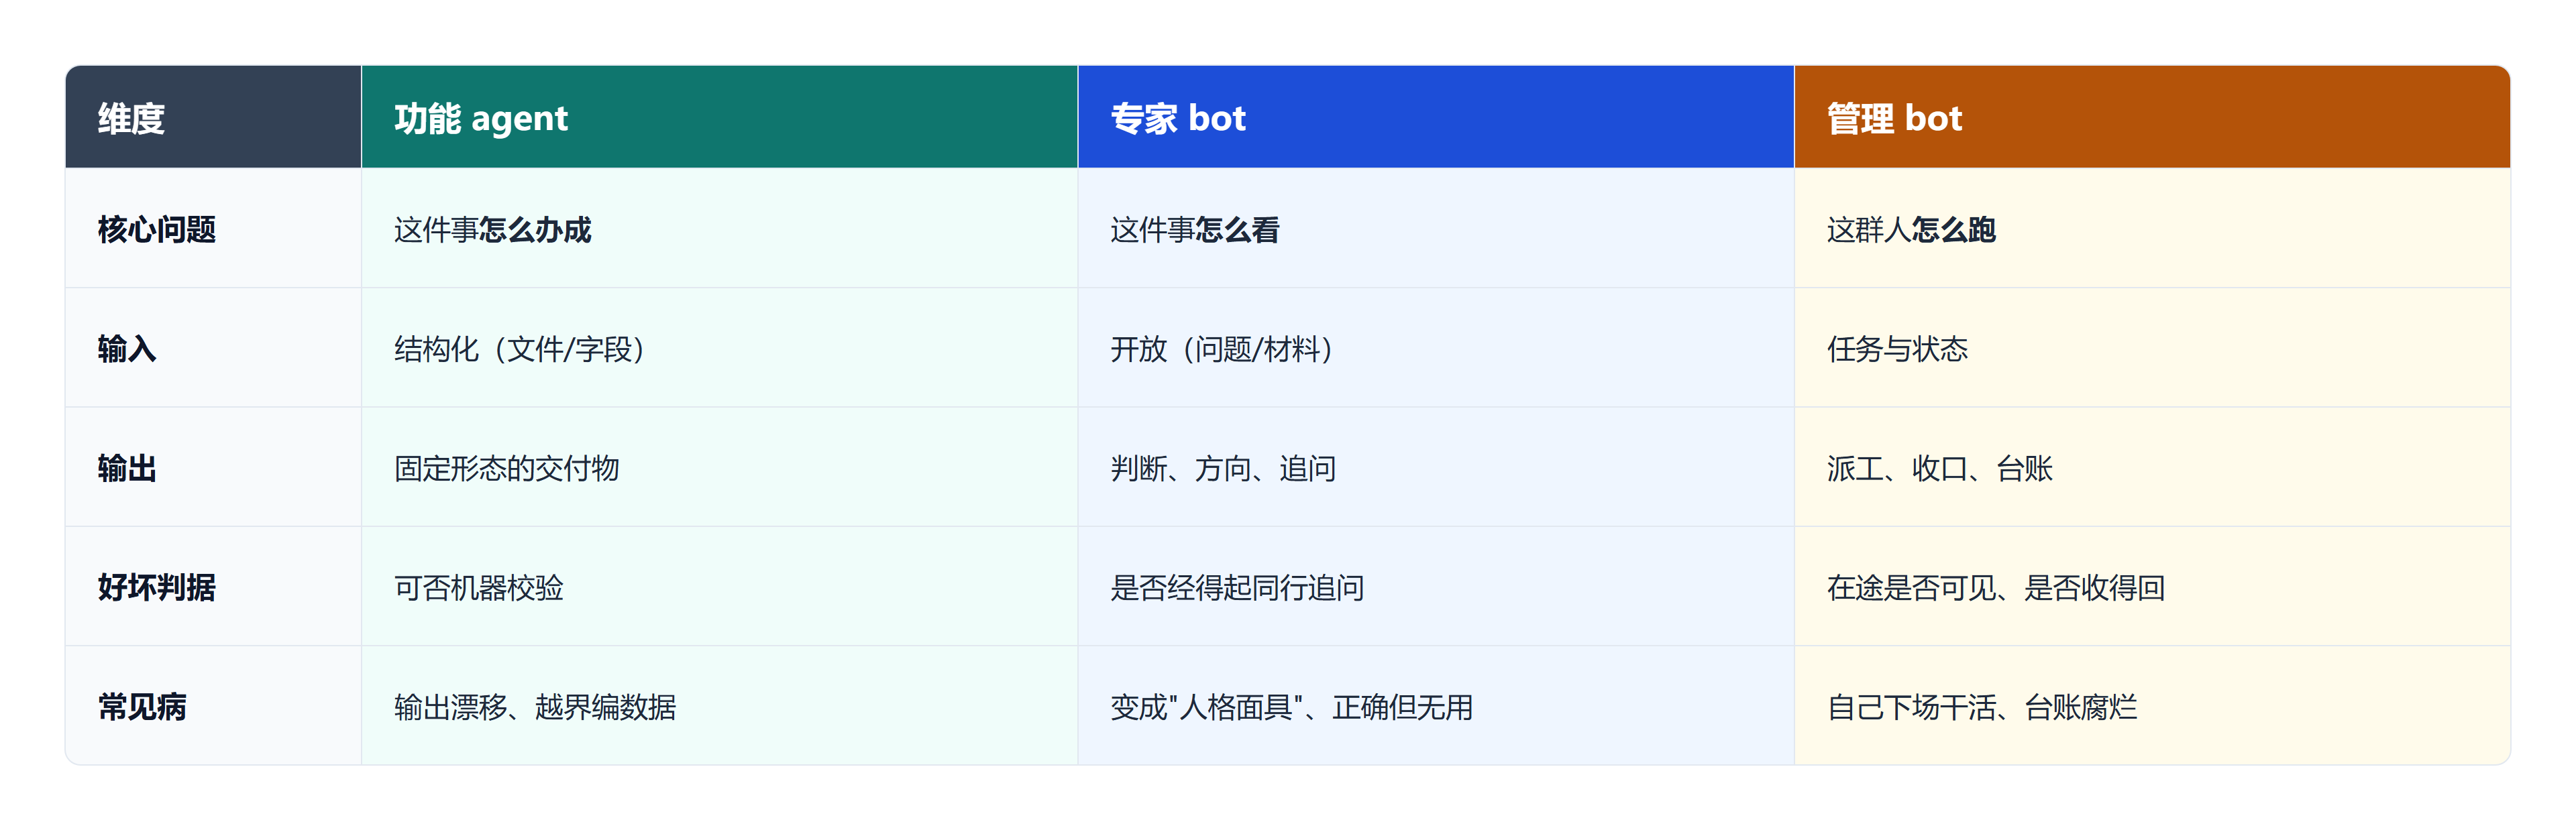 维度 功能 agent 专家 bot 管理 bot
核心问题 这件事怎么办成 这件事怎么看 这群人怎么跑
输入 结构化（文件/字段） 开放（问题/材料） 任务与状态
输出 固定形态的交付物 判断、方向、追问 派工、收口、台账
好坏判据 可否机器校验 是否经得起同行追问 在途是否可见、是否收得回
常见病 输出漂移、越界编数据 变成"人格面具"、正确但无用 自己下场干活、台账腐烂